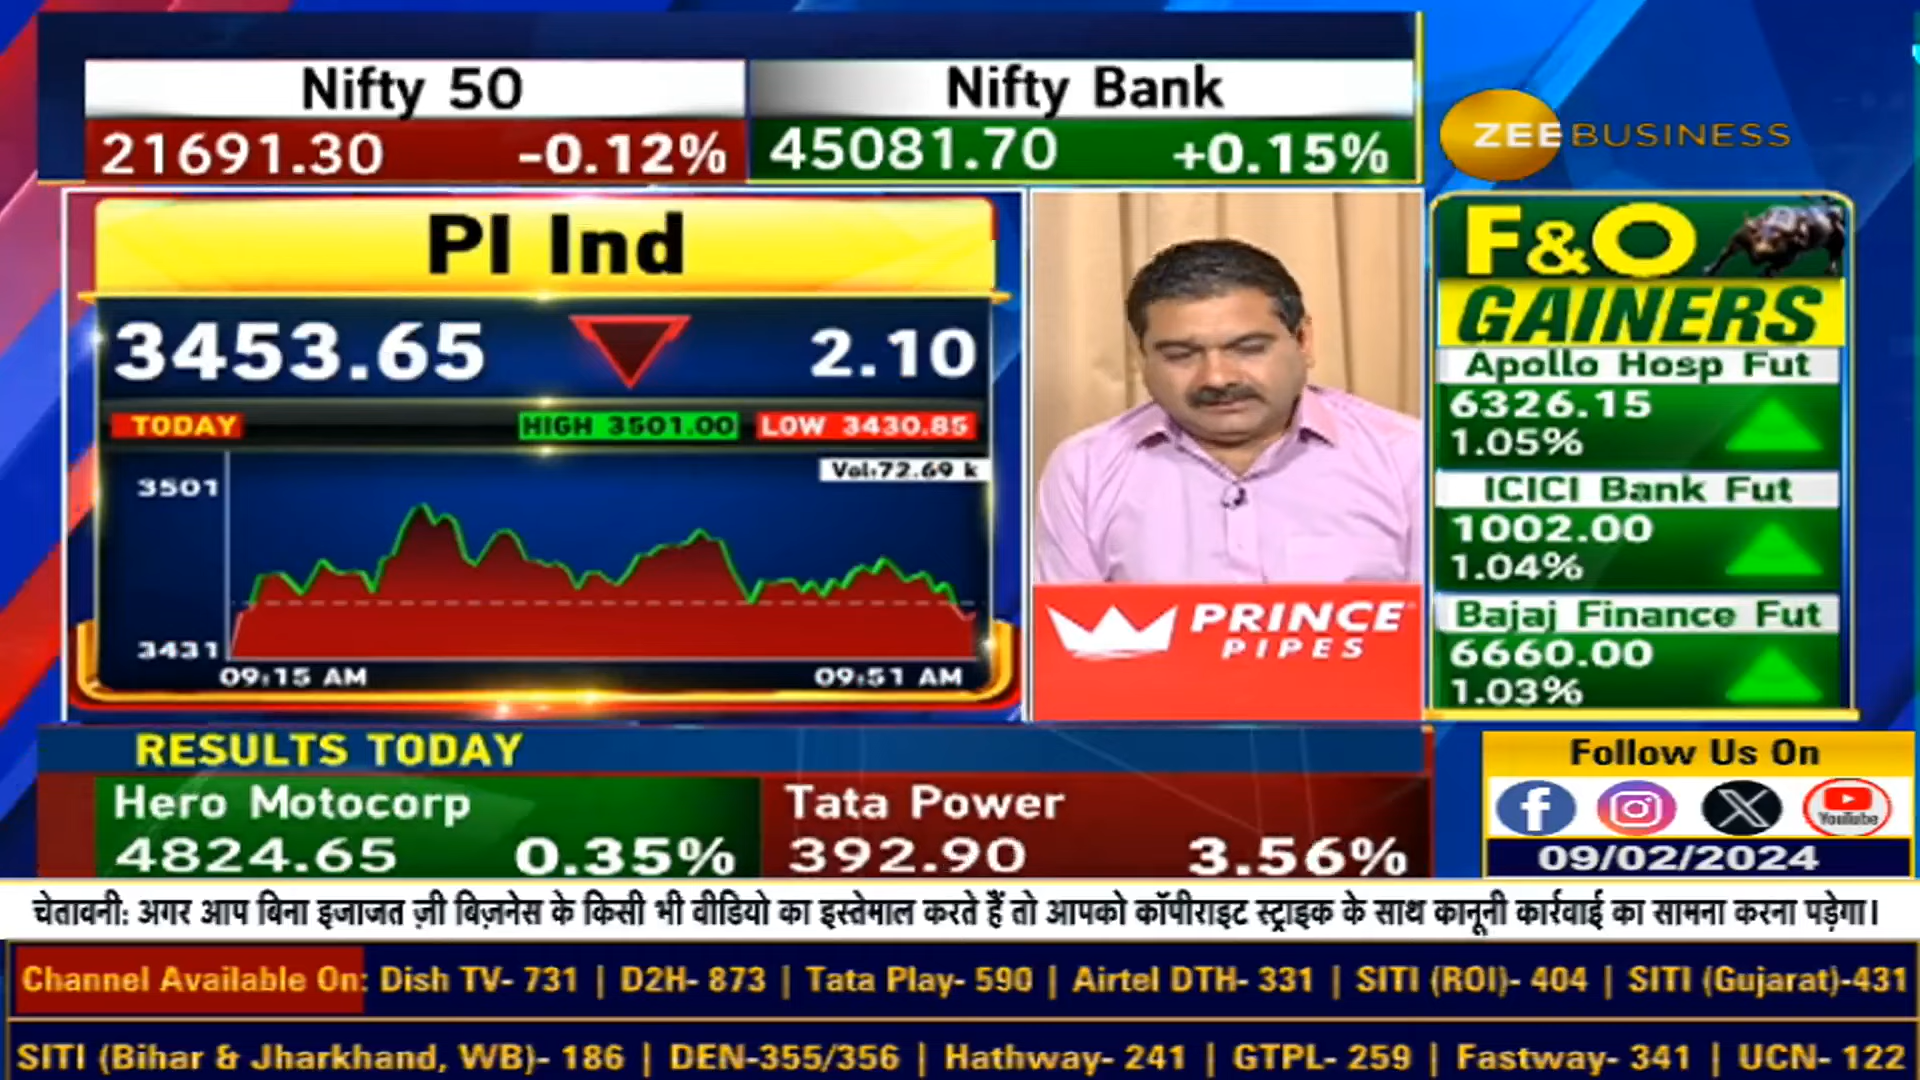 Nifty 50
21691.30 -0.12%
Nifty Bank
45081.70 +0.15%
ZEE BUSINESS
PI Ind
3453.65 2.10
TODAY HIGH 3501.00 LOW 3430.85
Vol:72.69 k
3501
3431
09:15 AM 09:51 AM
PRINCE
PIPES
F&O
GAINERS
Apollo Hosp Fut
6326.15
1.05%
ICICI Bank Fut
1002.00
1.04%
Bajaj Finance Fut
6660.00
1.03%
RESULTS TODAY
Hero Motocorp
4824.65 0.35%
Tata Power
392.90 3.56%
Follow Us On
YouTube
09/02/2024
चेतावनी: अगर आप बिना इजाजत ज़ी बिज़नेस के किसी भी वीडियो का इस्तेमाल करते हैं तो आपको कॉपीराइट स्ट्राइक के साथ कानूनी कार्रवाई का सामना करना पड़ेगा।
Channel Available On: Dish TV- 731 | D2H- 873 | Tata Play- 590 | Airtel DTH- 331 | SITI (ROI)- 404 | SITI (Gujarat)-431
SITI (Bihar & Jharkhand, WB)- 186 | DEN-355/356 | Hathway- 241 | GTPL- 259 | Fastway- 341 | UCN- 122